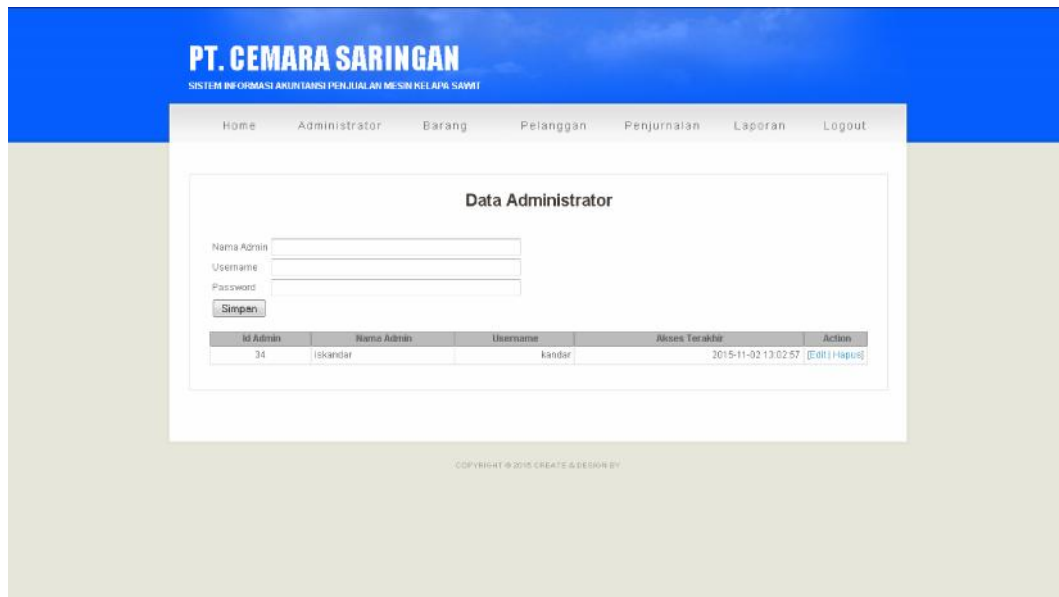 PT. CEMARA SARINGAN
SISTEM INFORMASI AKUNTANSI PENJUALAN MESIN KELAPA SAWIT
Home Administrator Barang Pelanggan Penjurnalan Laporan Logout
Data Administrator
Nama Admin
Username
Password
Simpan
Id Admin Nama Admin Username Akses Terakhir Action
34 iskandar kandar 2015-11-02 13:02:57 [Edit | Hapus]
COPYRIGHT © 2015 CREATE & DESIGN BY